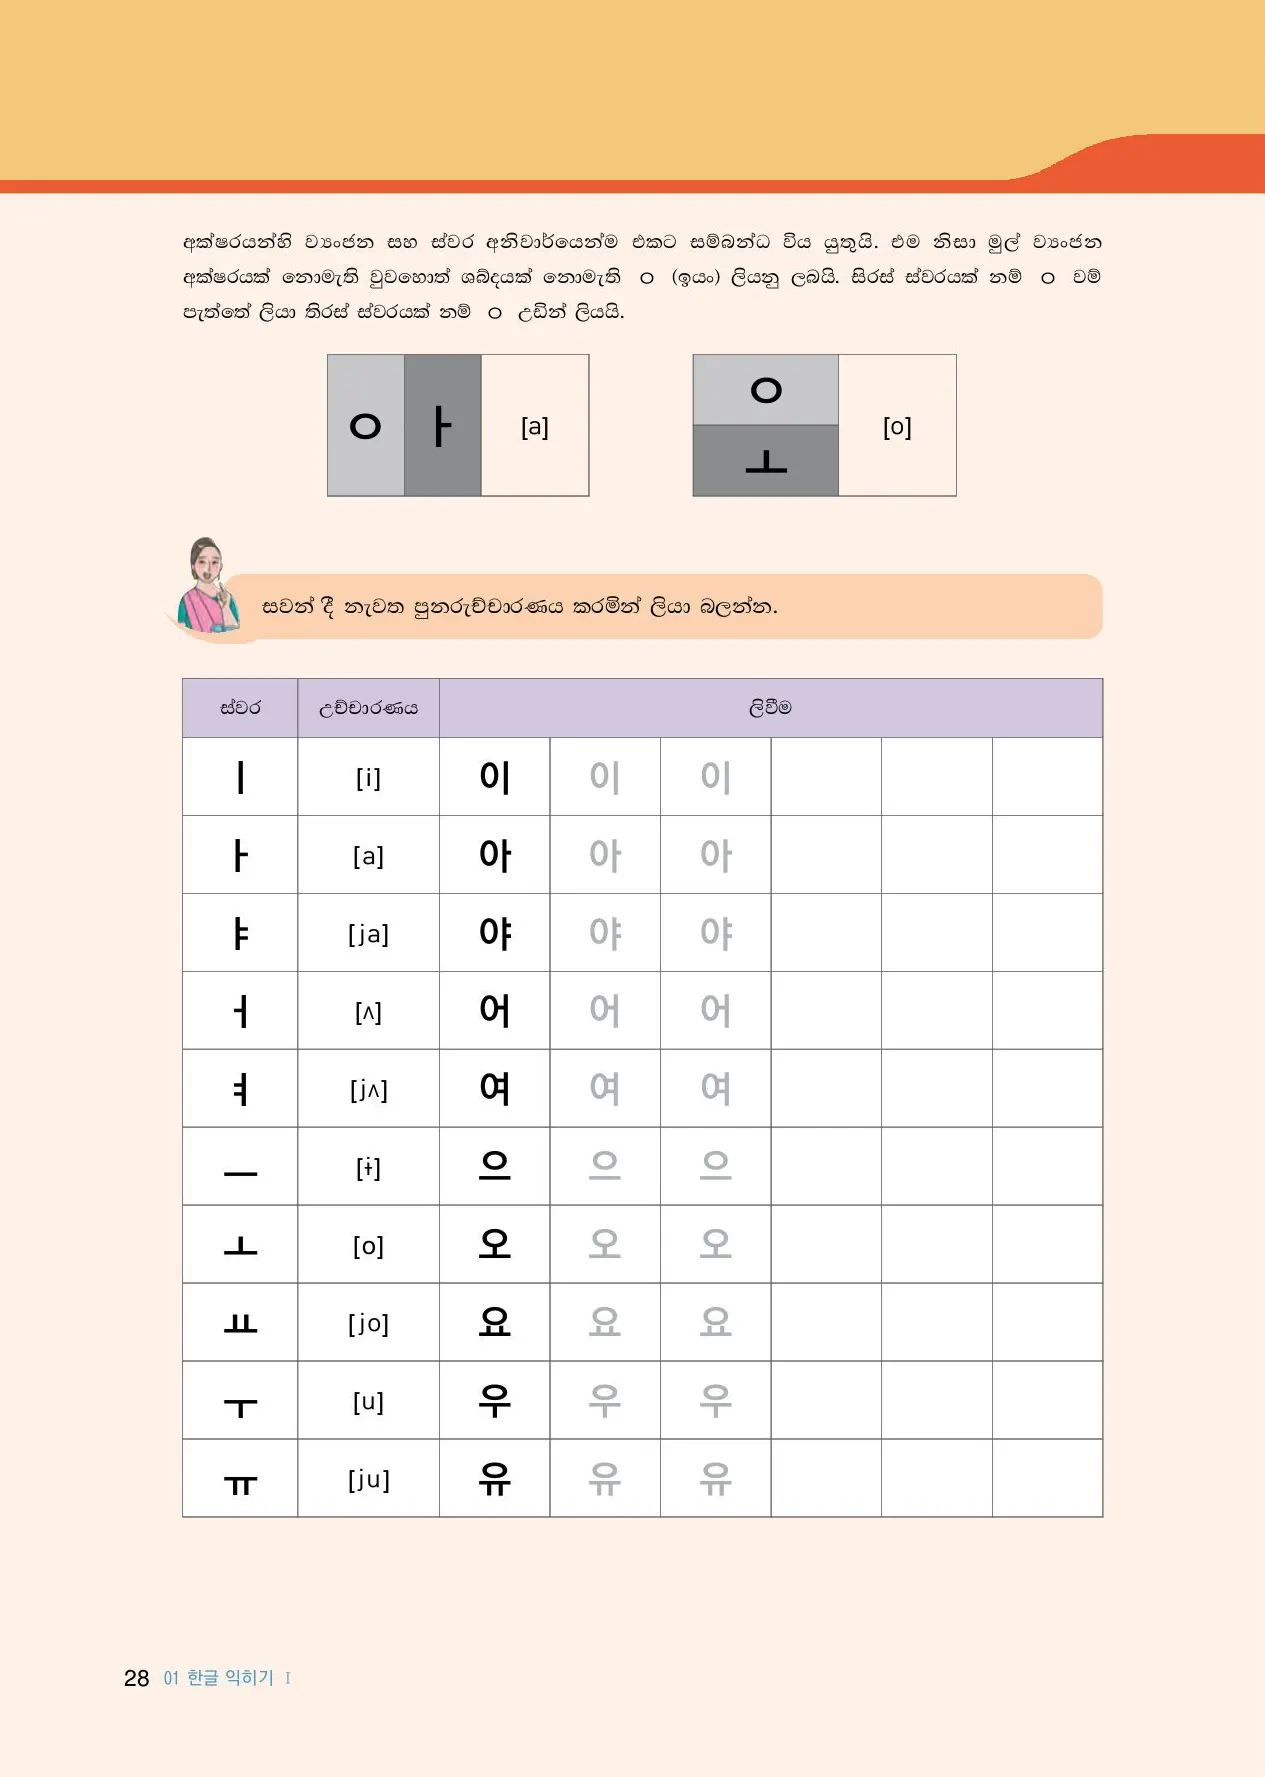 අක්ෂරයන්හි ව්‍යංජන සහ ස්වර අනිවාර්යෙන්ම එකට සම්බන්ධ විය යුතුයි. එම නිසා මුල් ව්‍යංජන
අක්ෂරයක් නොමැති වුවහොත් ශබ්දයක් නොමැති ㅇ (ඉයං) ලියනු ලබයි. සිරස් ස්වරයක් නම් ㅇ වම්
පැත්තේ ලියා තිරස් ස්වරයක් නම් ㅇ උඩින් ලියයි.
ㅇ ㅏ [a]
ㅇ
ㅗ [o]
සවන් දී නැවත පුනරුච්චාරණය කරමින් ලියා බලන්න.
ස්වර උච්චාරණය ලිවීම
ㅣ [i] 이 이 이
ㅏ [a] 아 아 아
ㅑ [ja] 야 야 야
ㅓ [ʌ] 어 어 어
ㅕ [jʌ] 여 여 여
ㅡ [ɨ] 으 으 으
ㅗ [o] 오 오 오
ㅛ [jo] 요 요 요
ㅜ [u] 우 우 우
ㅠ [ju] 유 유 유
28 01 한글 익히기 Ⅰ